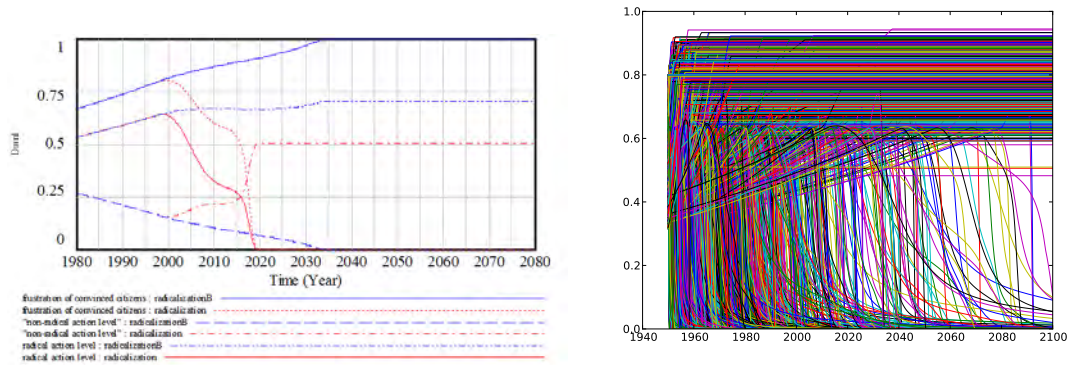 1
0.75
0.5
0.25
0
Dmnl
1980 1990 2000 2010 2020 2030 2040 2050 2060 2070 2080
Time (Year)
frustration of convinced citizens : radicalizationB
frustration of convinced citizens : radicalization
"non-radical action level" : radicalizationB
"non-radical action level" : radicalization
radical action level : radicalizationB
radical action level : radicalization
1.0
0.8
0.6
0.4
0.2
0.0
1940 1960 1980 2000 2020 2040 2060 2080 2100